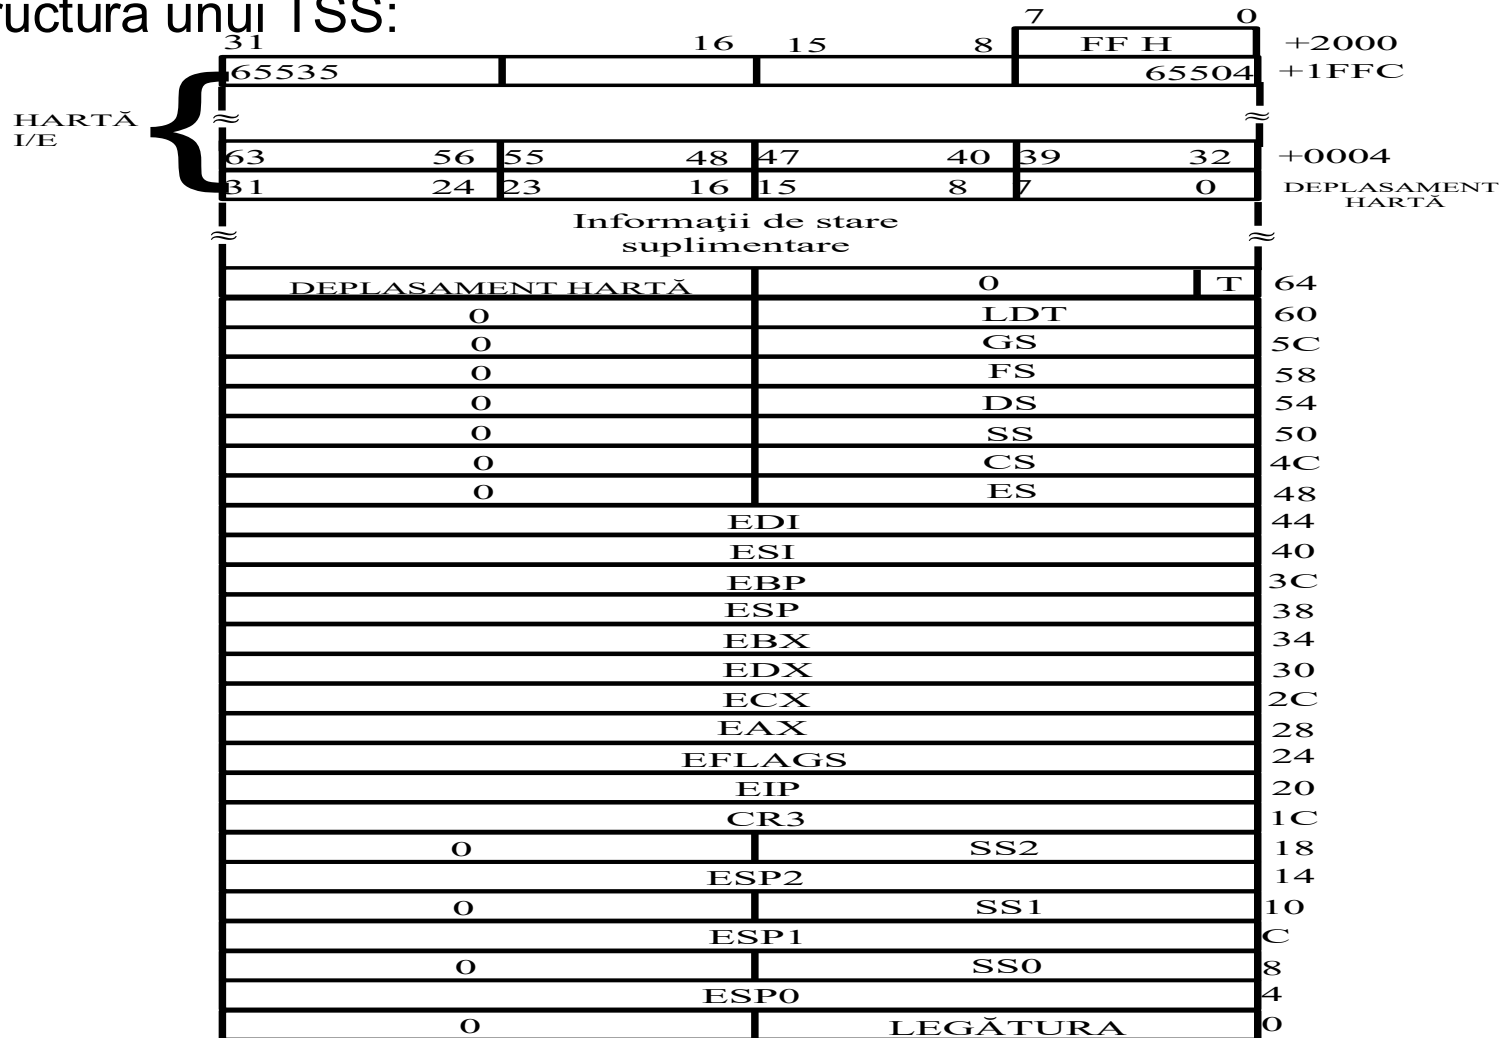 ructura unui TSS:
7 0
31 16 15 8 FF H +2000
65535 65504 +1FFC
HARTĂ
I/E
≈ ≈
63 56 55 48 47 40 39 32 +0004
31 24 23 16 15 8 7 0 DEPLASAMENT
HARTĂ
Informaţii de stare
suplimentare
≈ ≈
DEPLASAMENT HARTĂ 0 T 64
0 LDT 60
0 GS 5C
0 FS 58
0 DS 54
0 SS 50
0 CS 4C
0 ES 48
EDI 44
ESI 40
EBP 3C
ESP 38
EBX 34
EDX 30
ECX 2C
EAX 28
EFLAGS 24
EIP 20
CR3 1C
0 SS2 18
ESP2 14
0 SS1 10
ESP1 C
0 SS0 8
ESP0 4
0 LEGĂTURA 0